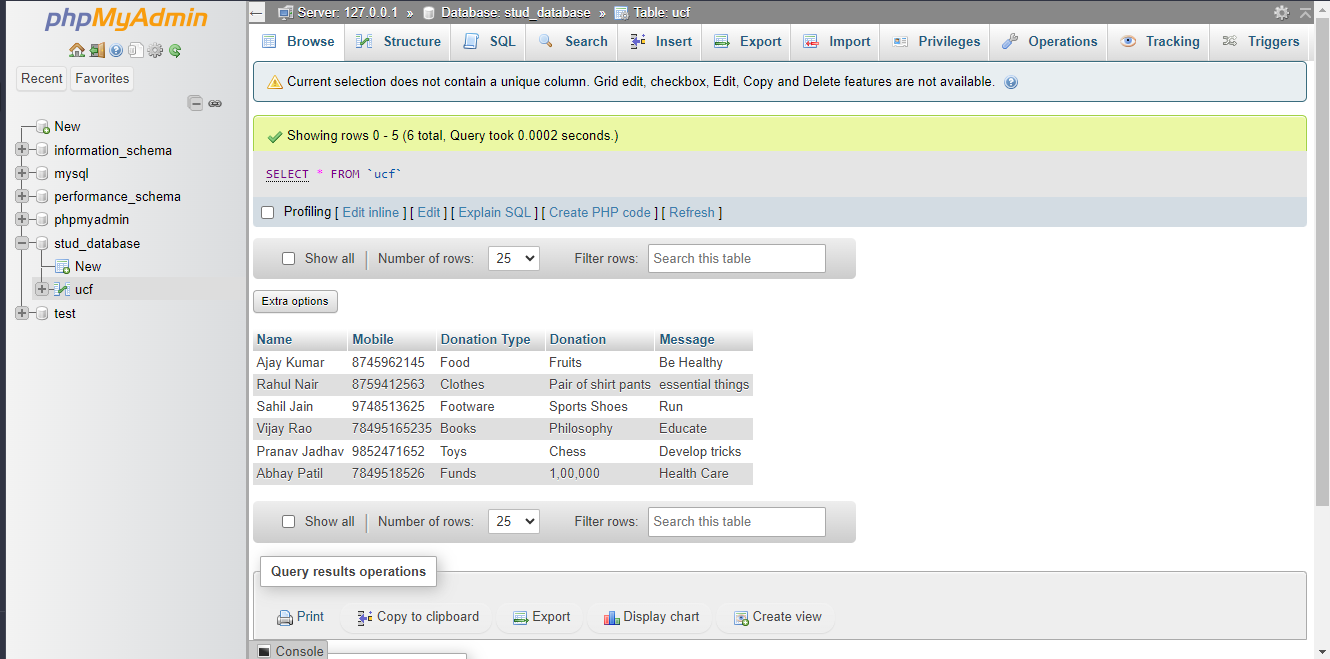 phpMyAdmin
Recent Favorites
New
information_schema
mysql
performance_schema
phpmyadmin
stud_database
New
ucf
test
Server: 127.0.0.1 » Database: stud_database » Table: ucf
Browse Structure SQL Search Insert Export Import Privileges Operations Tracking Triggers
Current selection does not contain a unique column. Grid edit, checkbox, Edit, Copy and Delete features are not available.
Showing rows 0 - 5 (6 total, Query took 0.0002 seconds.)
SELECT * FROM `ucf`
Profiling [ Edit inline ] [ Edit ] [ Explain SQL ] [ Create PHP code ] [ Refresh ]
Show all | Number of rows: 25 Filter rows: Search this table
Extra options
Name Mobile Donation Type Donation Message
Ajay Kumar 8745962145 Food Fruits Be Healthy
Rahul Nair 8759412563 Clothes Pair of shirt pants essential things
Sahil Jain 9748513625 Footware Sports Shoes Run
Vijay Rao 78495165235 Books Philosophy Educate
Pranav Jadhav 9852471652 Toys Chess Develop tricks
Abhay Patil 7849518526 Funds 1,00,000 Health Care
Show all | Number of rows: 25 Filter rows: Search this table
Query results operations
Print Copy to clipboard Export Display chart Create view
Console